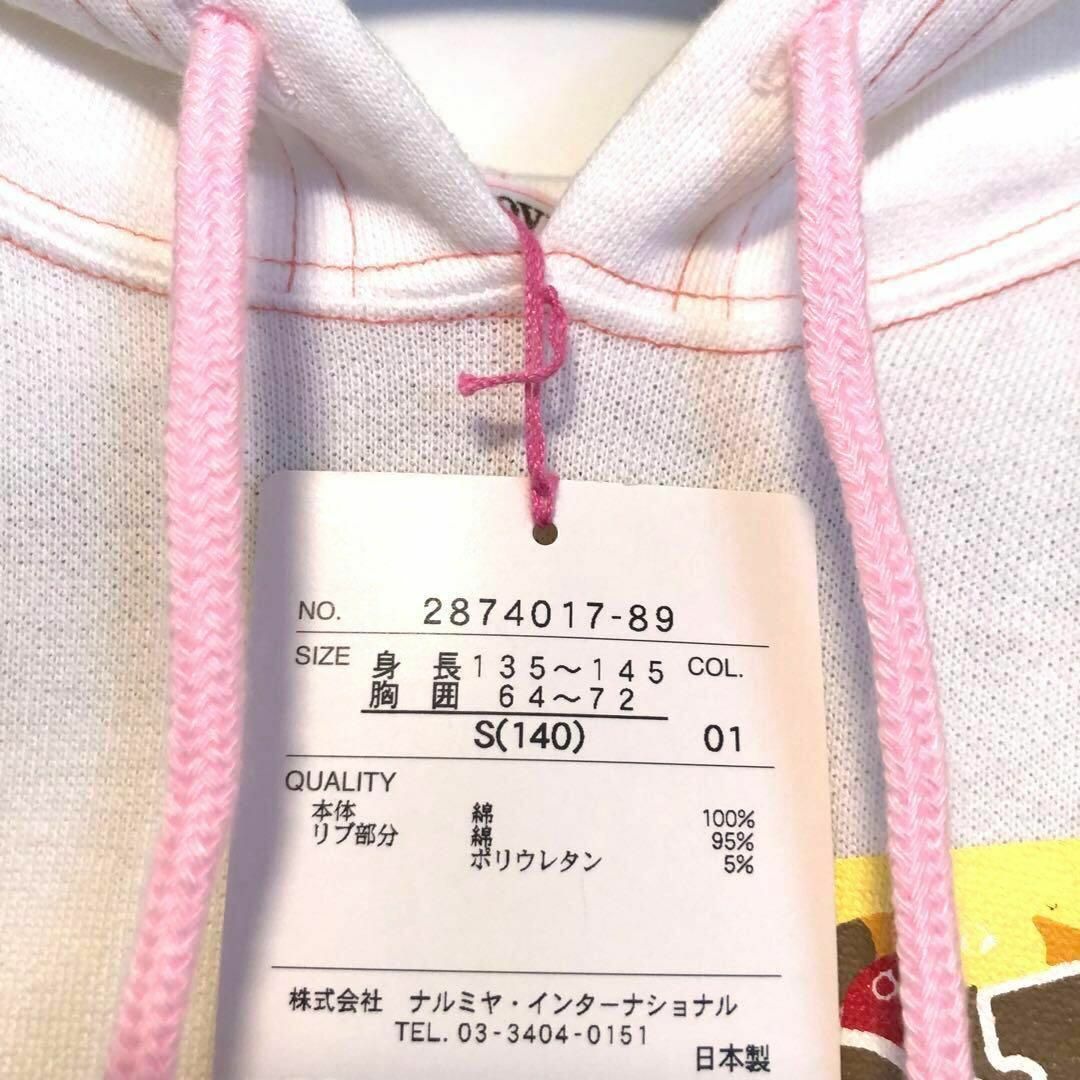 NO. 2874017-89
SIZE 身長 135～145 COL.
胸囲 64～72
S(140) 01
QUALITY
本体 綿 100%
リブ部分 綿 95%
ポリウレタン 5%
株式会社 ナルミヤ・インターナショナル
TEL. 03-3404-0151
日本製